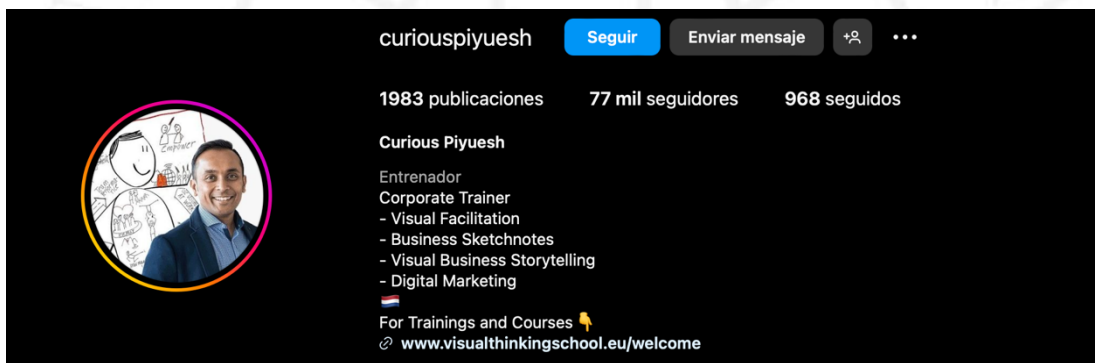 curiouspiyuesh Seguir Enviar mensaje
1983 publicaciones 77 mil seguidores 968 seguidos
Curious Piyuesh
Entrenador
Corporate Trainer
- Visual Facilitation
- Business Sketchnotes
- Visual Business Storytelling
- Digital Marketing
🇳🇱
For Trainings and Courses 👇
www.visualthinkingschool.eu/welcome
Empower